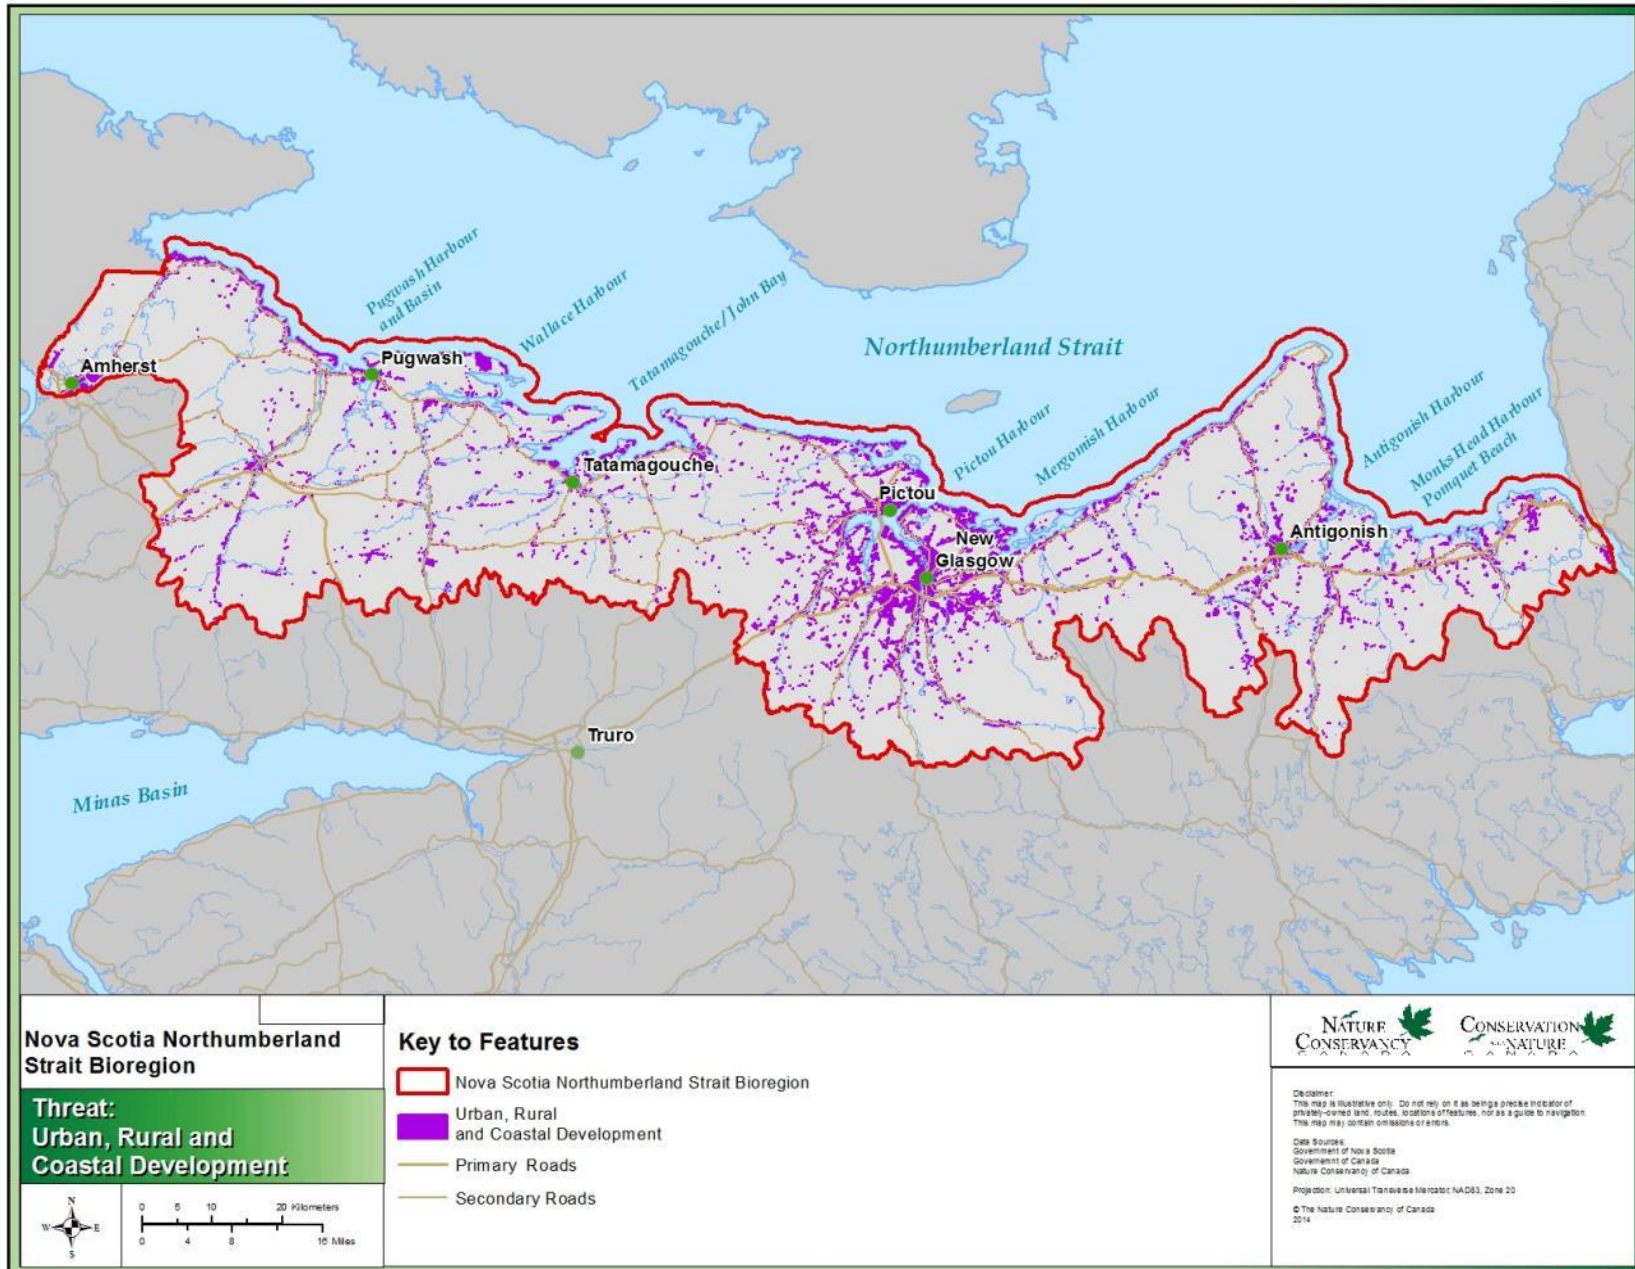 Pugwash Harbour
and Basin
Wallace Harbour
Tatamagouche/John Bay
Northumberland Strait
Pictou Harbour
Mergomish Harbour
Antigonish Harbour
Monks Head Harbour
Pomquet Beach
Amherst
Pugwash
Tatamagouche
Pictou
New
Glasgow
Antigonish
Truro
Minas Basin
Nova Scotia Northumberland
Strait Bioregion
Threat:
Urban, Rural and
Coastal Development
N
W E
S
0 5 10 20 Kilometers
0 4 8 16 Miles
Key to Features
Nova Scotia Northumberland Strait Bioregion
Urban, Rural
and Coastal Development
Primary Roads
Secondary Roads
NATURE
CONSERVANCY
CONSERVATION
NATURE
Disclaimer:
This map is illustrative only. Do not rely on it as being a precise indicator of
privately-owned land, routes, locations of features, nor as a guide to navigation.
This map may contain omissions or errors.
Data Sources:
Government of Nova Scotia
Governemnt of Canada
Nature Conservancy of Canada.
Projection: Universal Transverse Mercator, NAD83, Zone 20
© The Nature Conservancy of Canada
2014